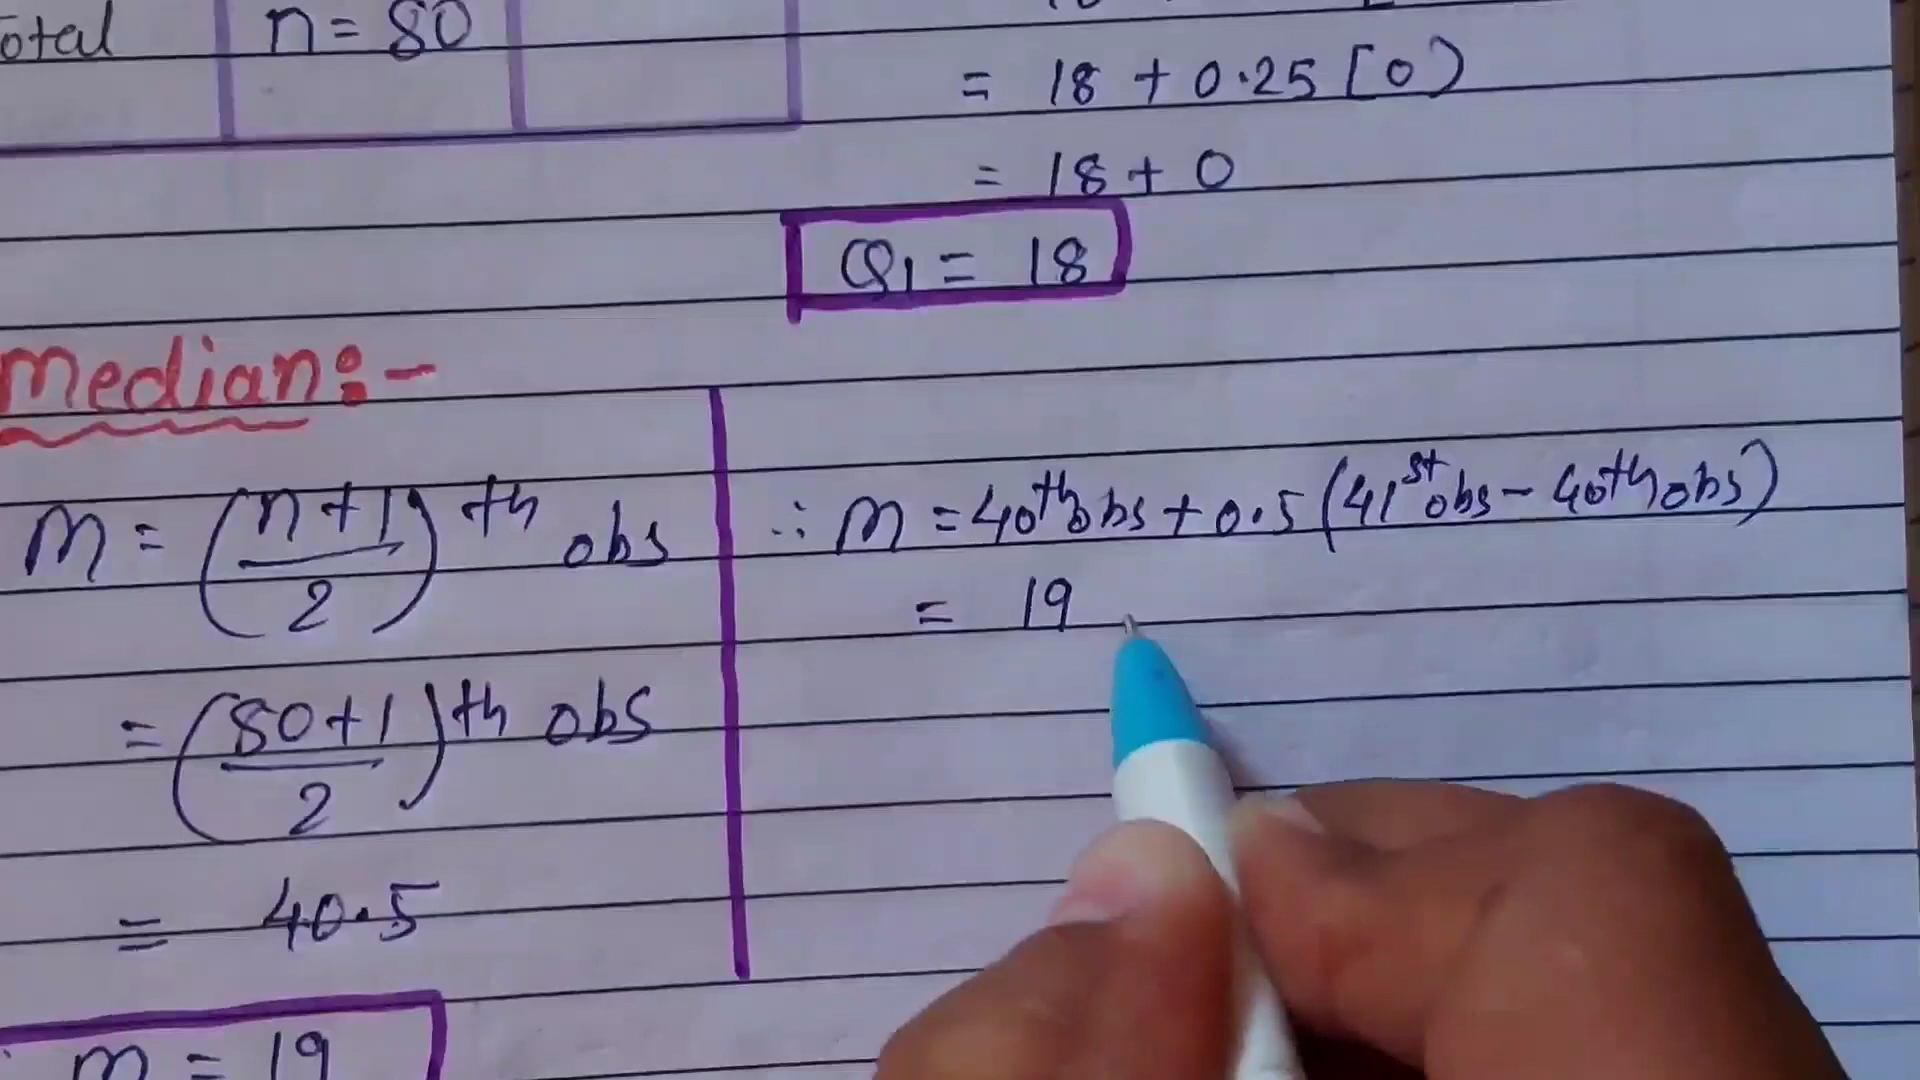 otal n = 80
= 18 + 0.25 [0)
= 18 + 0
Q1 = 18
Median:-
M = (n+1/2)th obs
= (80+1/2)th obs
= 40.5
m = 19
∴ M = 40th obs + 0.5 (41st obs - 40th obs)
= 19